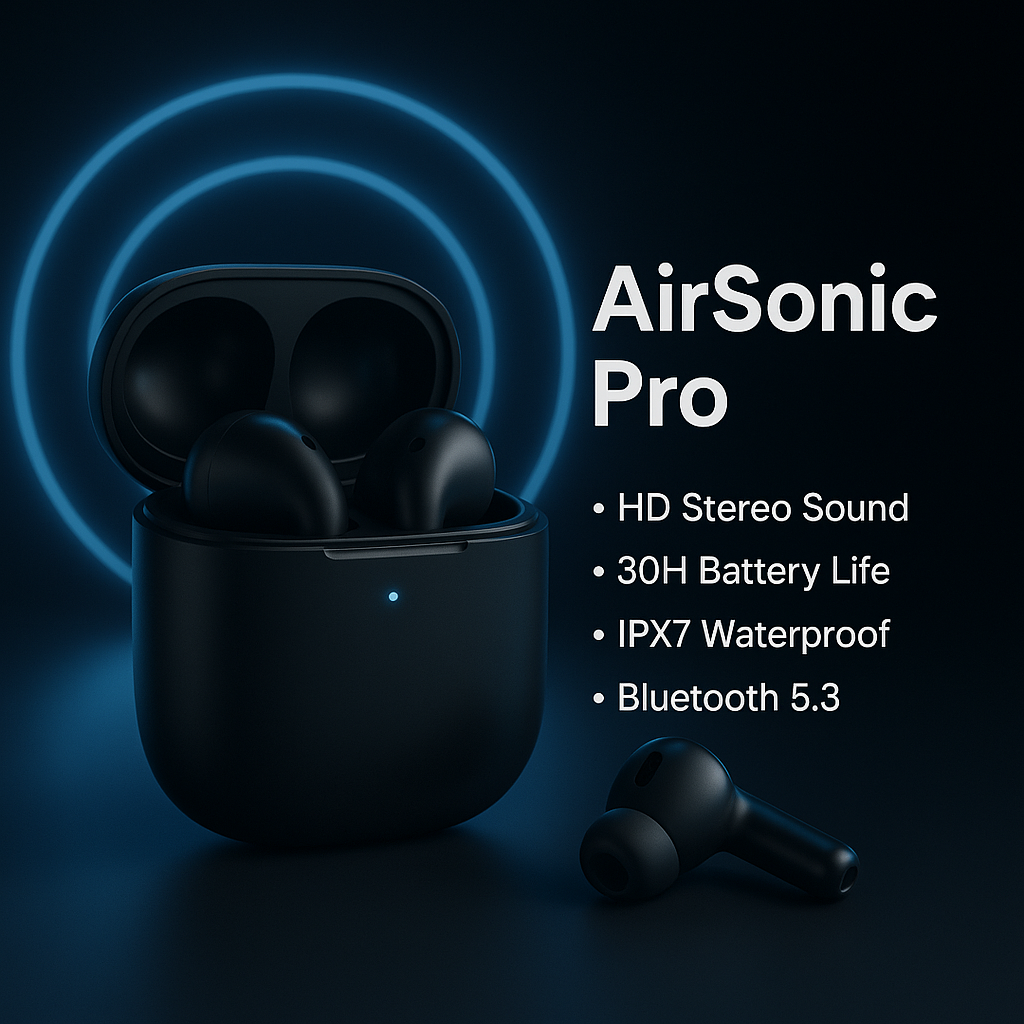 AirSonic
Pro
• HD Stereo Sound
• 30H Battery Life
• IPX7 Waterproof
• Bluetooth 5.3